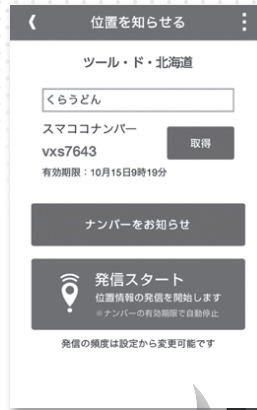 位置を知らせる
ツール・ド・北海道
くらうどん
スマココナンバー
取得
vxs7643
有効期限：10月15日9時19分
ナンバーをお知らせ
発信スタート
位置情報の発信を開始します
※ナンバーの有効期限で自動停止
発信の頻度は設定から変更可能です